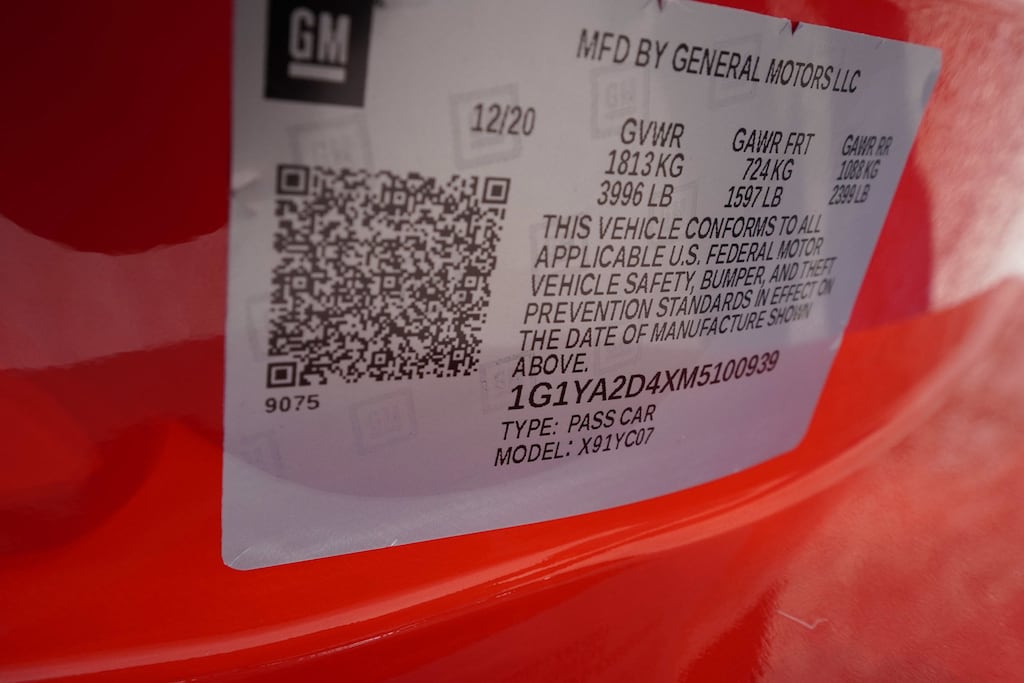 GM
MFD BY GENERAL MOTORS LLC
12/20
GVWR GAWR FRT GAWR RR
1813 KG 724 KG 1088 KG
3996 LB 1597 LB 2399 LB
THIS VEHICLE CONFORMS TO ALL
APPLICABLE U.S. FEDERAL MOTOR
VEHICLE SAFETY, BUMPER, AND THEFT
PREVENTION STANDARDS IN EFFECT ON
THE DATE OF MANUFACTURE SHOWN
ABOVE.
1G1YA2D4XM5100939
9075
TYPE: PASS CAR
MODEL: X91YC07